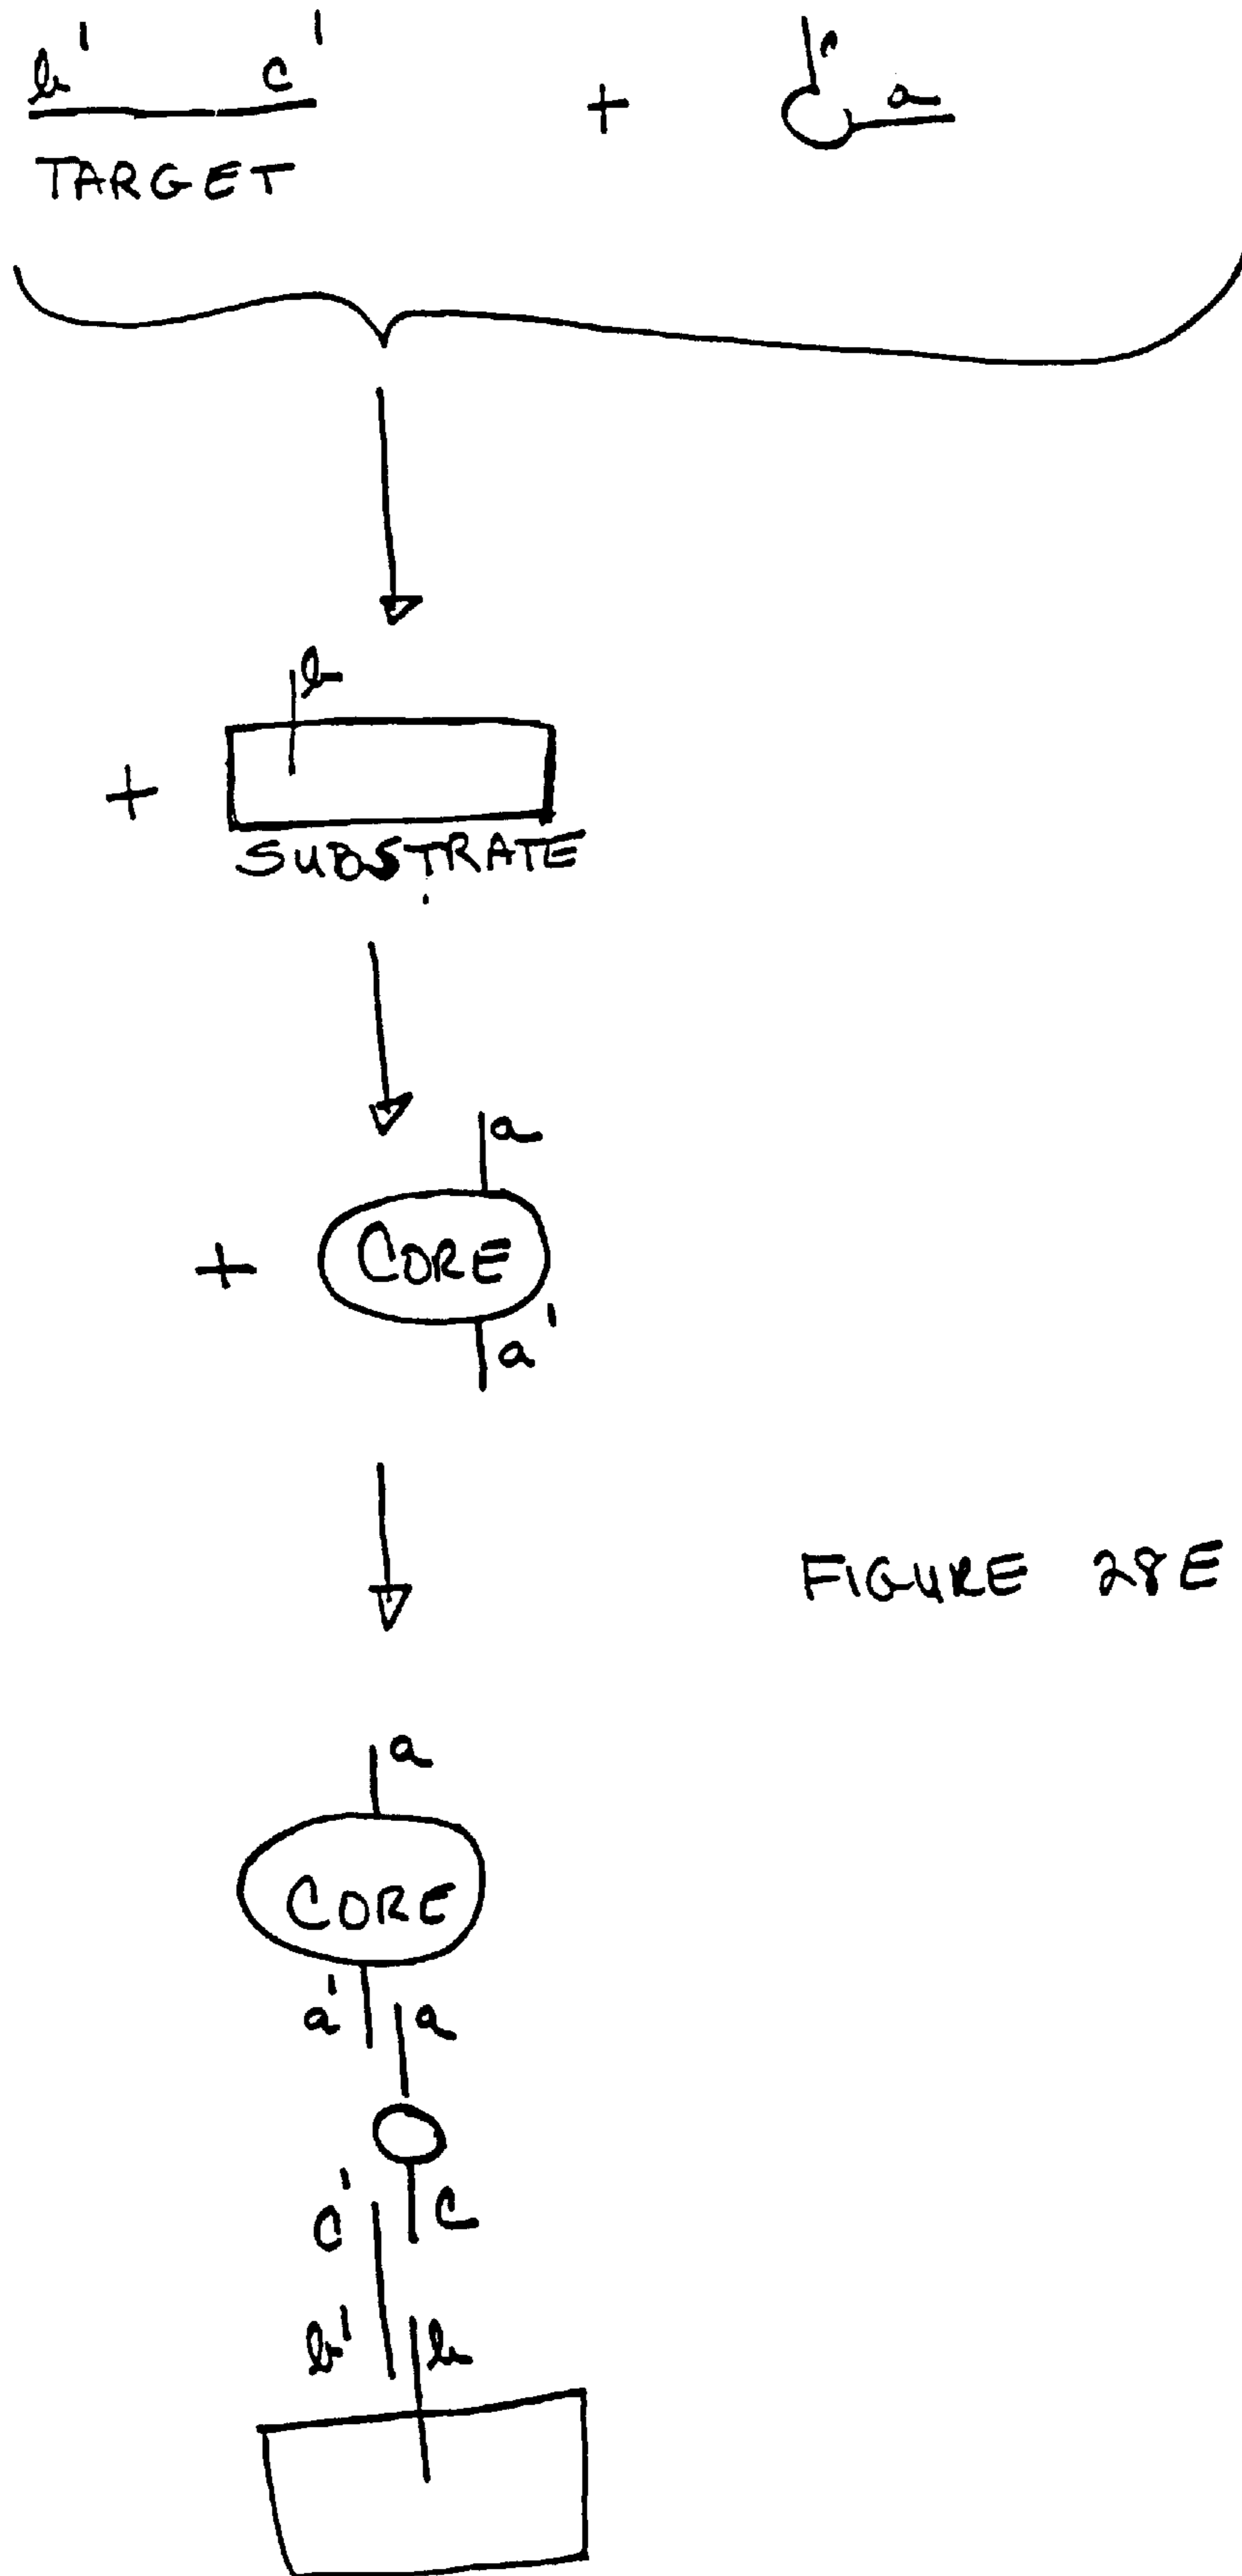 b' c'
+ c a
TARGET
b
+
SUBSTRATE
a
+ CORE
a'
FIGURE 28E
a
CORE
a' a
c' c
b' b